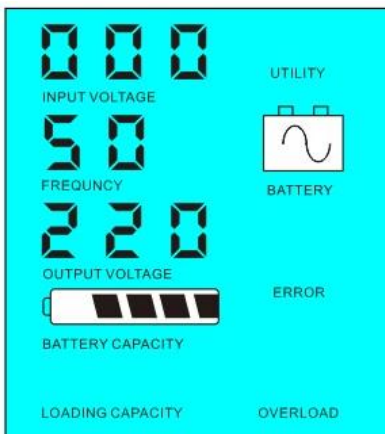 000
UTILITY
INPUT VOLTAGE
50
FREQUNCY
BATTERY
220
OUTPUT VOLTAGE
ERROR
BATTERY CAPACITY
LOADING CAPACITY
OVERLOAD